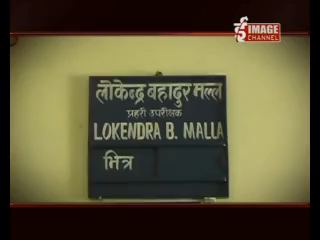 IMAGE
CHANNEL
लोकेन्द्र बहादुर मल्ल
प्रहरी उपरीक्षक
LOKENDRA B. MALLA
भित्र